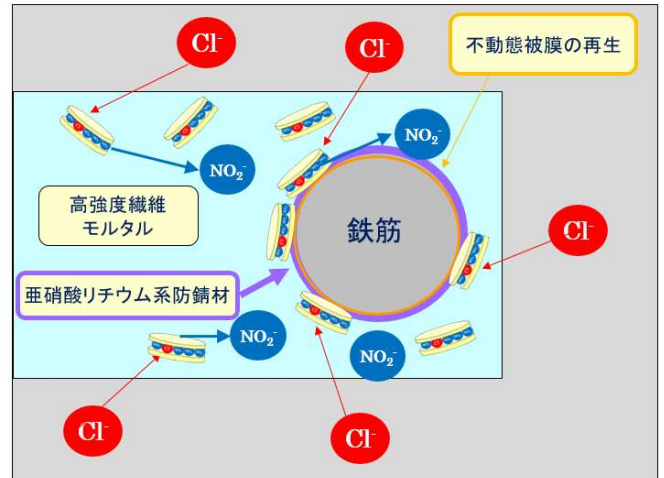 Cl⁻
Cl⁻
不動態被膜の再生
NO₂⁻
NO₂⁻
高強度繊維
モルタル
鉄筋
Cl⁻
亜硝酸リチウム系防錆材
NO₂⁻
NO₂⁻
Cl⁻
Cl⁻